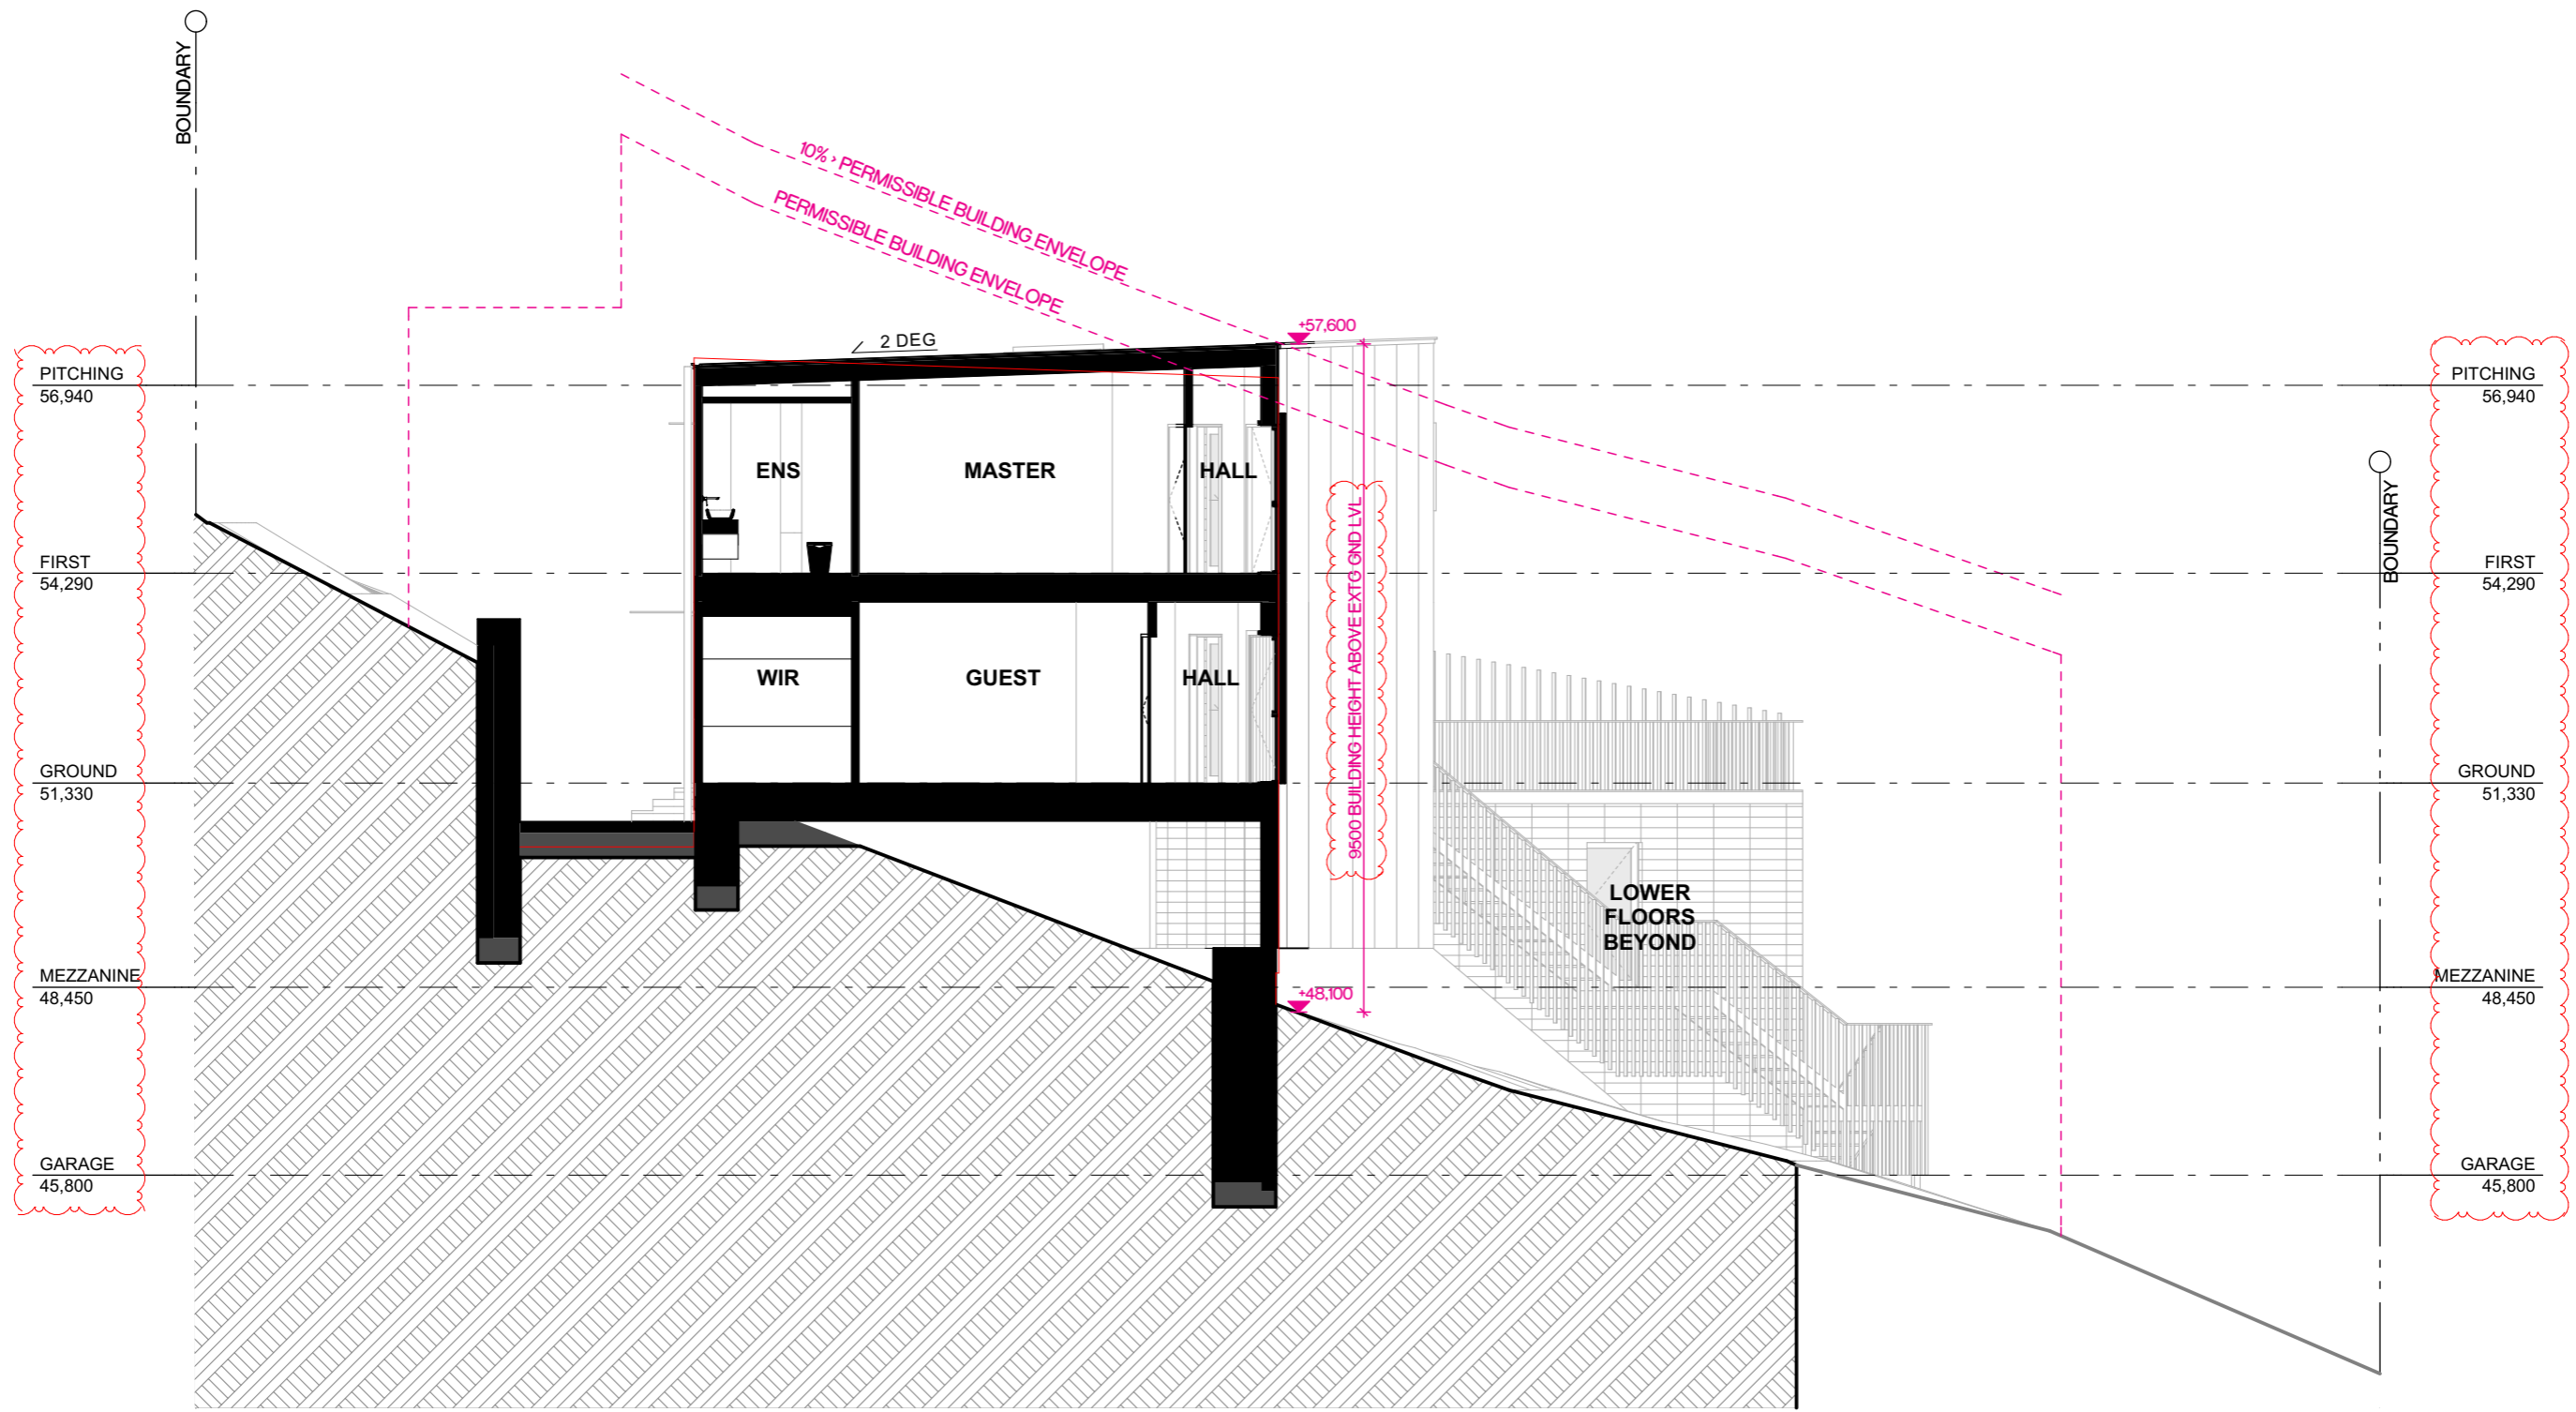 BOUNDARY
10% > PERMISSIBLE BUILDING ENVELOPE
PERMISSIBLE BUILDING ENVELOPE
+57,600
2 DEG
PITCHING
56,940
PITCHING
56,940
ENS
MASTER
HALL
BOUNDARY
FIRST
54,290
FIRST
54,290
9500 BUILDING HEIGHT ABOVE EXTG GND LVL
WIR
GUEST
HALL
GROUND
51,330
GROUND
51,330
LOWER
FLOORS
BEYOND
MEZZANINE
48,450
+48,100
MEZZANINE
48,450
GARAGE
45,800
GARAGE
45,800